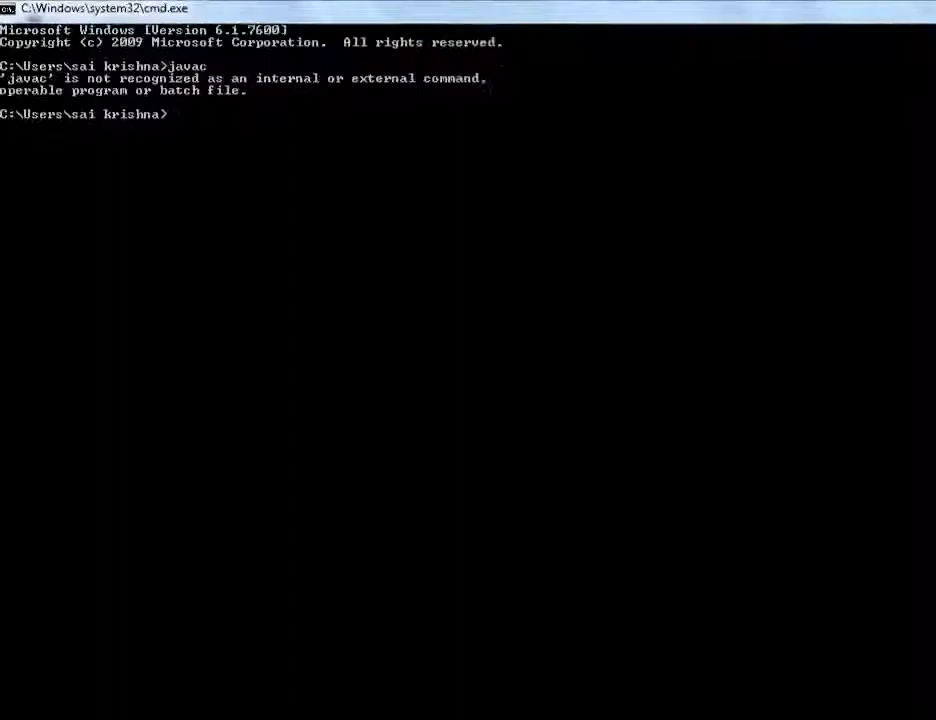 C:\Windows\system32\cmd.exe
Microsoft Windows [Version 6.1.7600]
Copyright (c) 2009 Microsoft Corporation.  All rights reserved.
C:\Users\sai krishna>javac
'javac' is not recognized as an internal or external command,
operable program or batch file.
C:\Users\sai krishna>